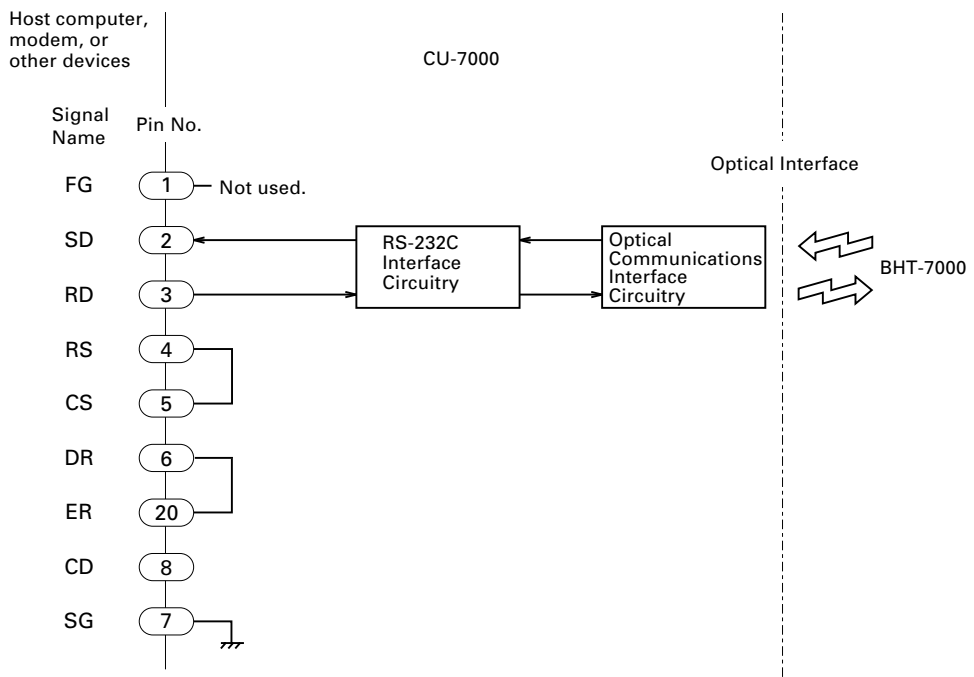 Host computer,
modem, or
other devices
CU-7000
Signal
Name
Pin No.
Optical Interface
FG
1
Not used.
SD
2
RS-232C
Interface
Circuitry
Optical
Communications
Interface
Circuitry
BHT-7000
RD
3
RS
4
CS
5
DR
6
ER
20
CD
8
SG
7